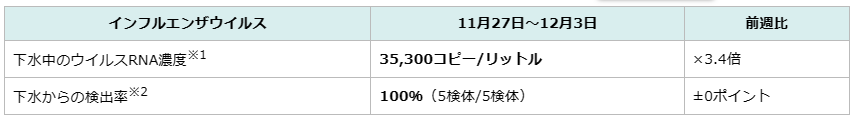 インフルエンザウイルス 11月27日～12月3日 前週比
下水中のウイルスRNA濃度※1 35,300コピー/リットル ×3.4倍
下水からの検出率※2 100%（5検体/5検体） ±0ポイント